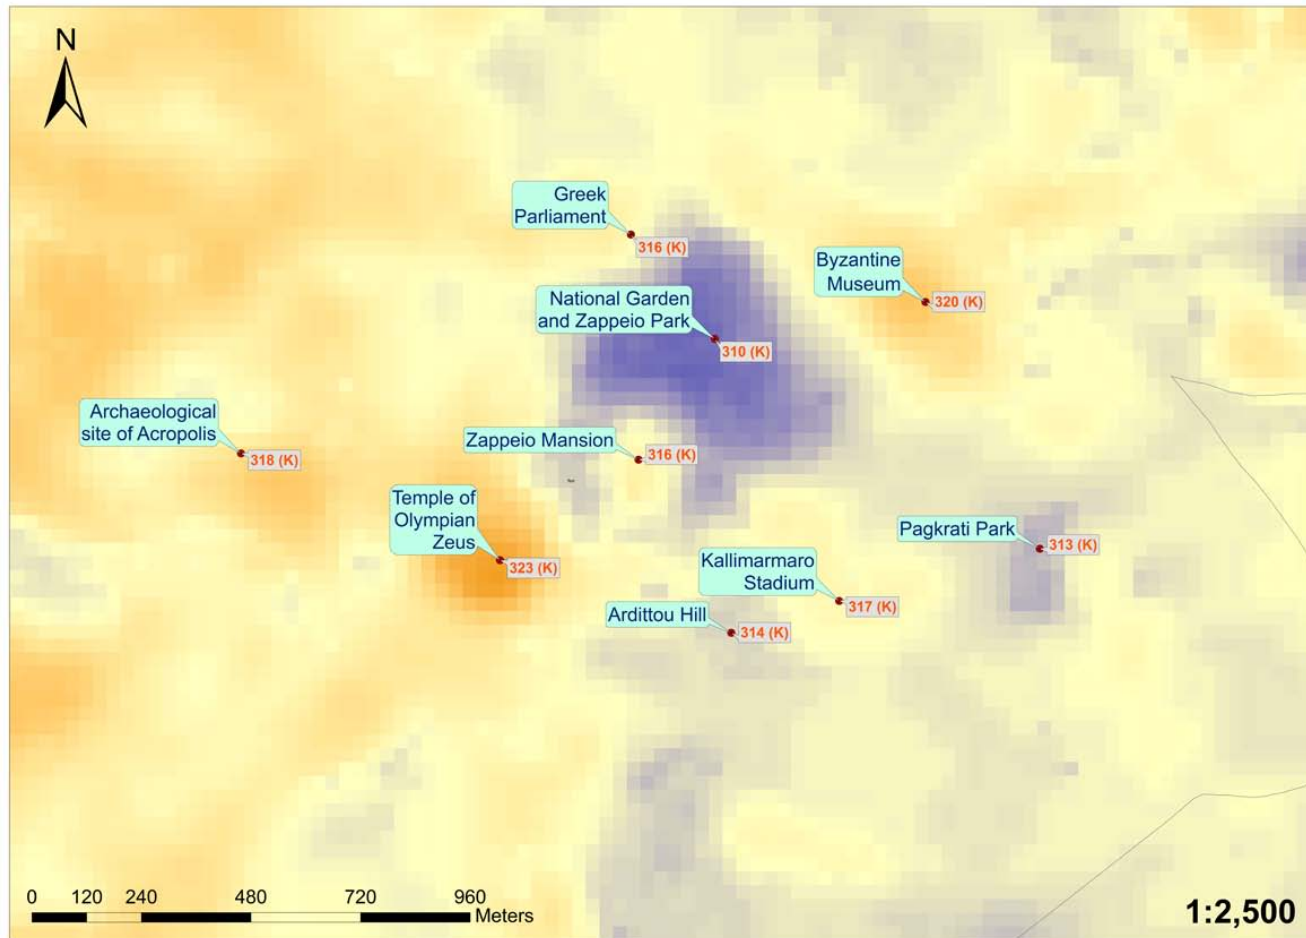 N
Greek
Parliament
316 (K)
Byzantine
Museum
320 (K)
National Garden
and Zappeio Park
310 (K)
Archaeological
site of Acropolis
318 (K)
Zappeio Mansion
316 (K)
Temple of
Olympian
Zeus
323 (K)
Pagkrati Park
313 (K)
Kallimarmaro
Stadium
317 (K)
Ardittou Hill
314 (K)
0 120 240 480 720 960
Meters
1:2,500